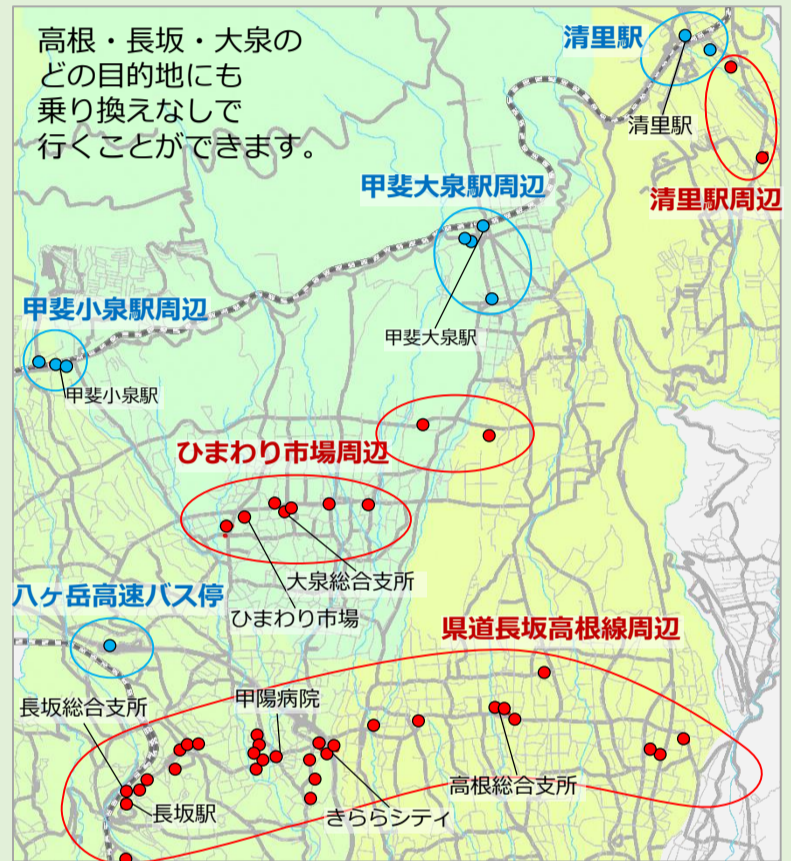 高根・長坂・大泉の
どの目的地にも
乗り換えなしで
行くことができます。
清里駅
清里駅
清里駅周辺
甲斐大泉駅周辺
甲斐大泉駅
甲斐小泉駅周辺
甲斐小泉駅
ひまわり市場周辺
大泉総合支所
ひまわり市場
八ヶ岳高速バス停
県道長坂高根線周辺
長坂総合支所
甲陽病院
高根総合支所
長坂駅
きららシティ